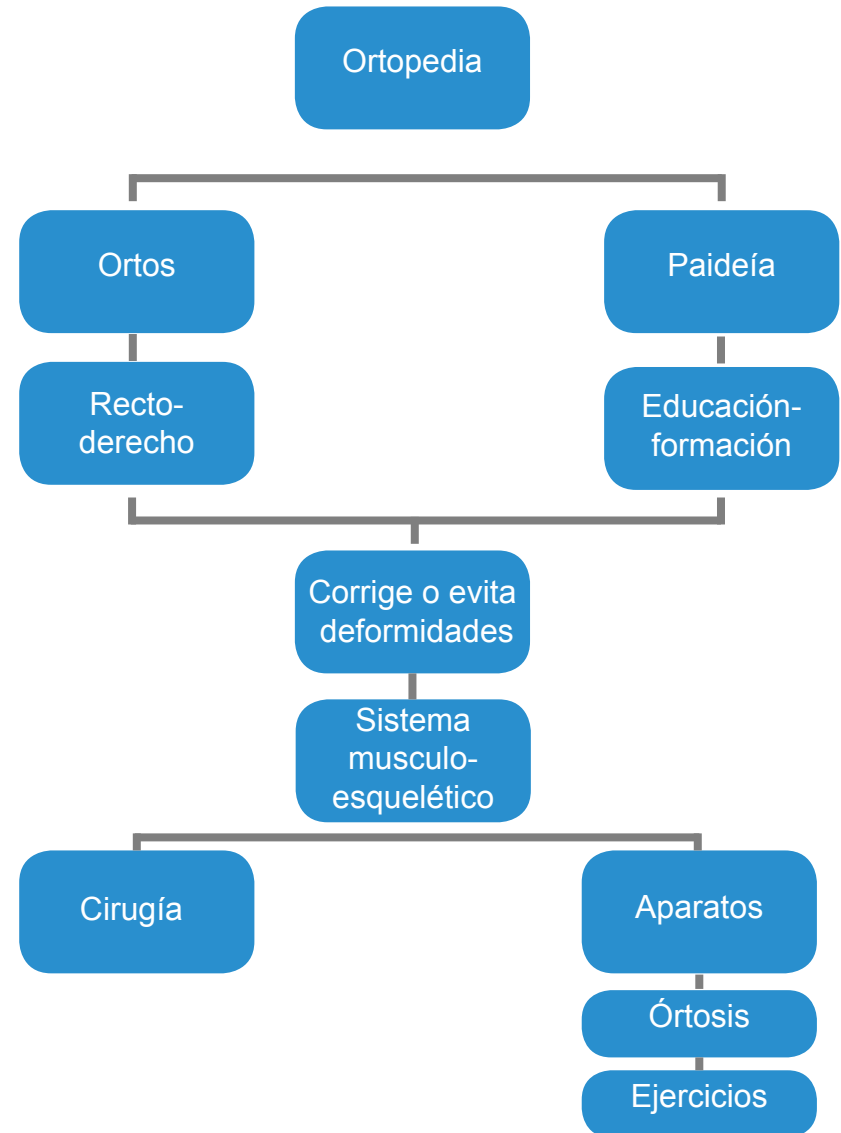 Ortopedia
Ortos
Paideía
Recto-
derecho
Educación-
formación
Corrige o evita
deformidades
Sistema
musculo-
esquelético
Cirugía
Aparatos
Órtosis
Ejercicios